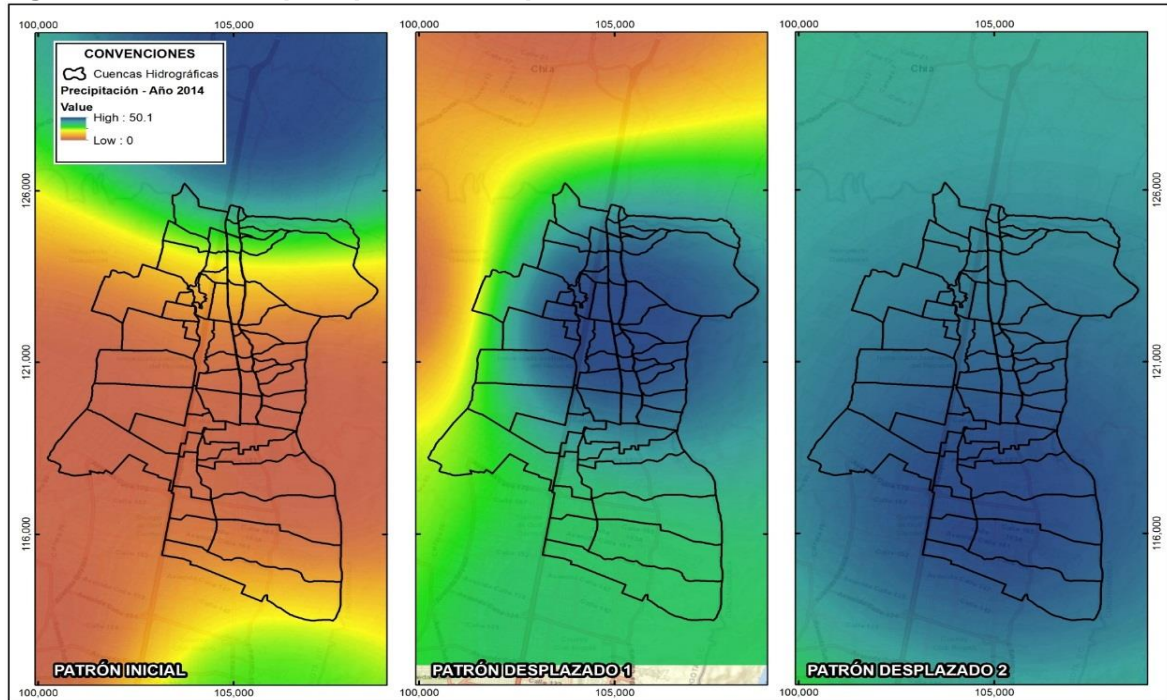 100,000
105,000
100,000
105,000
100,000
105,000
CONVENCIONES
Cuencas Hidrográficas
Precipitación - Año 2014
Value
High : 50.1
Low : 0
Chia
Chia
126,000
126,000
121,000
121,000
116,000
116,000
PATRÓN INICIAL
PATRÓN DESPLAZADO 1
PATRÓN DESPLAZADO 2
100,000
105,000
100,000
105,000
100,000
105,000